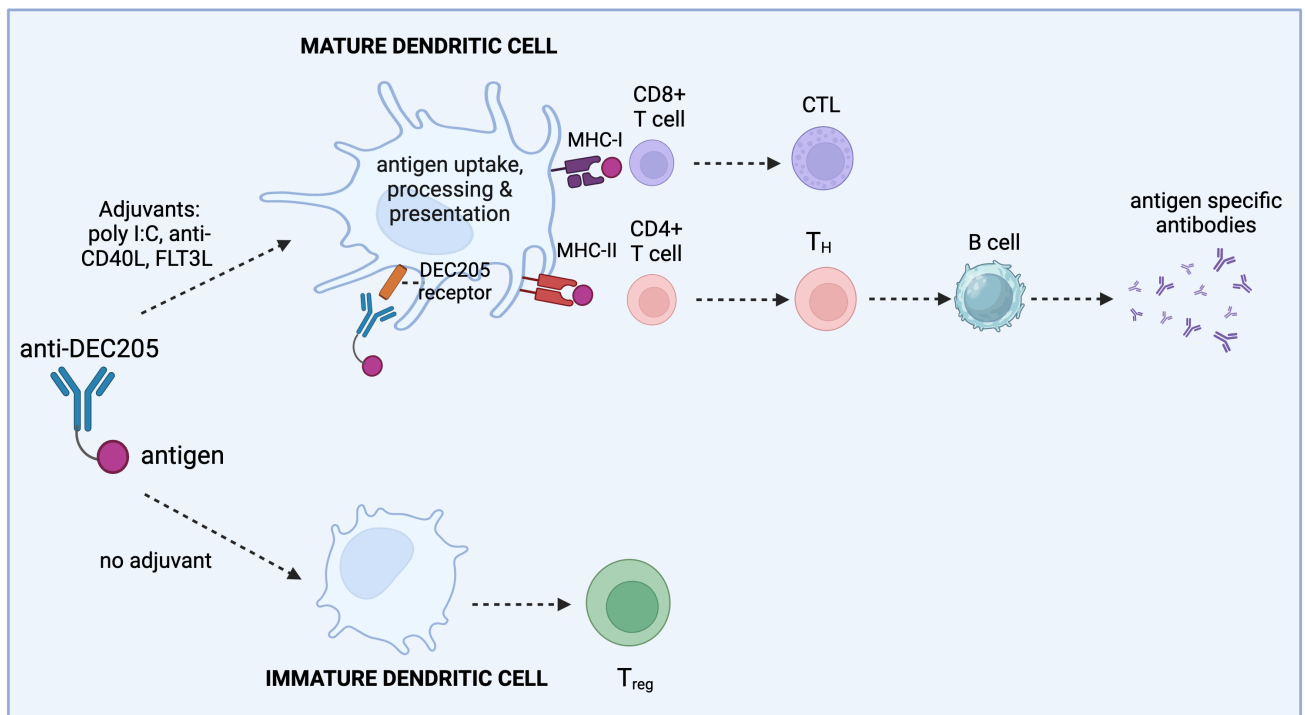 MATURE DENDRITIC CELL
CD8+
T cell
CTL
MHC-I
antigen uptake,
processing &
presentation
Adjuvants:
poly I:C, anti-
CD40L, FLT3L
antigen specific
antibodies
CD4+
T cell
TH
B cell
MHC-II
DEC205
receptor
anti-DEC205
antigen
no adjuvant
IMMATURE DENDRITIC CELL
Treg